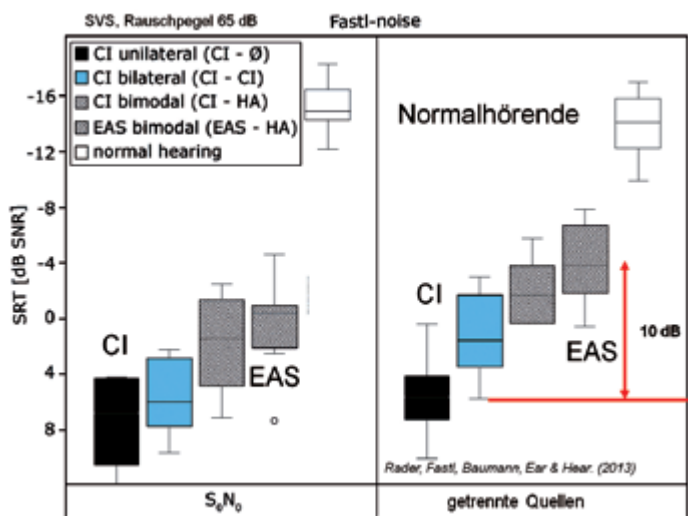 SVS, Rauschpegel 65 dB Fastl-noise
CI unilateral (CI - Ø)
CI bilateral (CI - CI)
CI bimodal (CI - HA)
EAS bimodal (EAS - HA)
normal hearing
Normalhörende
SRT [dB SNR]
-16
-12
-8
-4
0
4
8
CI
EAS
CI
EAS
10 dB
Rader, Fastl, Baumann, Ear & Hear. (2013)
S₀N₀
getrennte Quellen